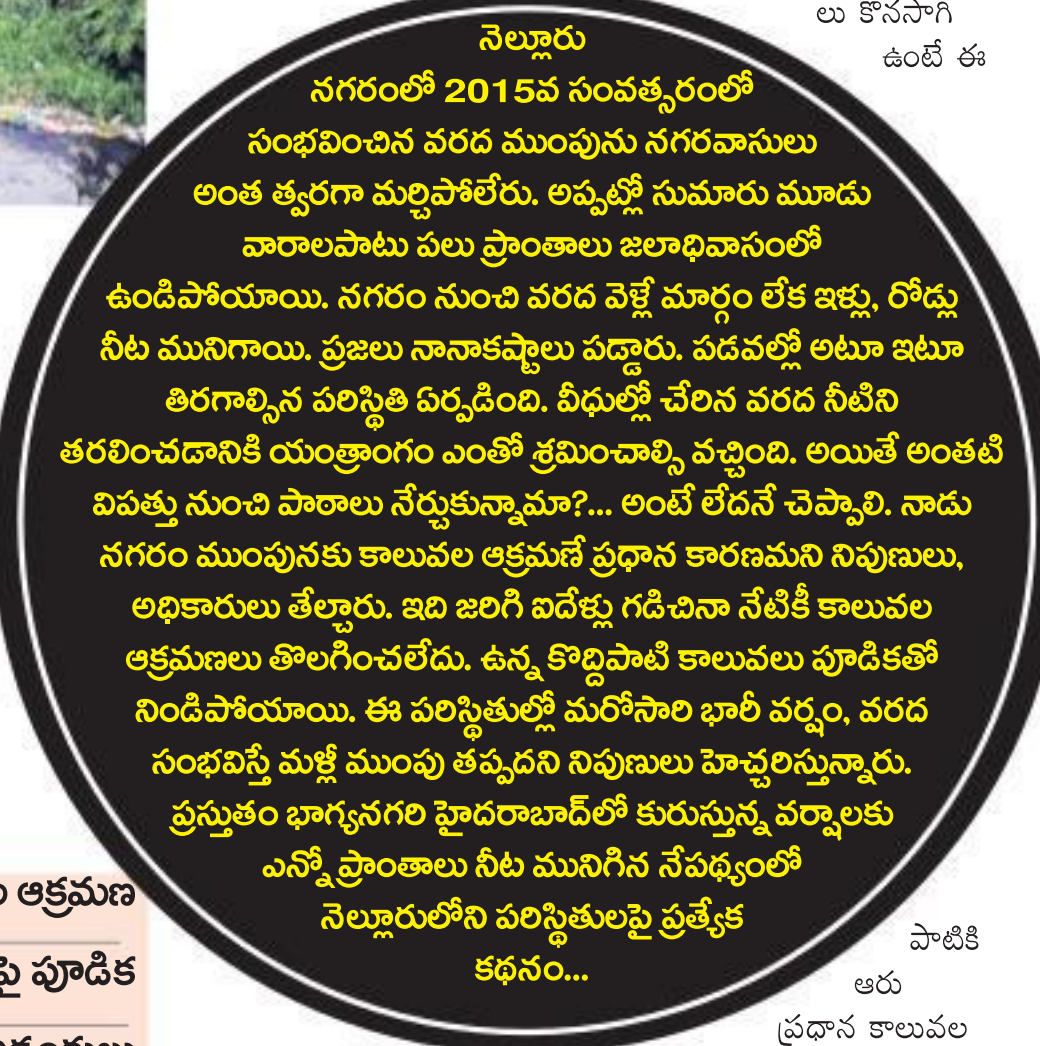 లు కొనసాగి
ఉంటే ఈ
నెల్లూరు
నగరంలో 2015వ సంవత్సరంలో
సంభవించిన వరద ముంపును నగరవాసులు
అంత త్వరగా మర్చిపోలేరు. అప్పట్లో సుమారు మూడు
వారాలపాటు పలు ప్రాంతాలు జలాధివాసంలో
ఉండిపోయాయి. నగరం నుంచి వరద వెళ్లే మార్గం లేక ఇళ్లు, రోడ్లు
నీట మునిగాయి. ప్రజలు నానాకష్టాలు పడ్డారు. పడవల్లో అటూ ఇటూ
తిరగాల్సిన పరిస్థితి ఏర్పడింది. వీధుల్లో చేరిన వరద నీటిని
తరలించడానికి యంత్రాంగం ఎంతో శ్రమించాల్సి వచ్చింది. అయితే అంతటి
విపత్తు నుంచి పాఠాలు నేర్చుకున్నామా?... అంటే లేదనే చెప్పాలి. నాడు
నగరం ముంపునకు కాలువల ఆక్రమణే ప్రధాన కారణమని నిపుణులు,
అధికారులు తేల్చారు. ఇది జరిగి ఐదేళ్లు గడిచినా నేటికీ కాలువల
ఆక్రమణలు తొలగించలేదు. ఉన్న కొద్దిపాటి కాలువలు పూడికతో
నిండిపోయాయి. ఈ పరిస్థితుల్లో మరోసారి భారీ వర్షం, వరద
సంభవిస్తే మళ్లీ ముంపు తప్పదని నిపుణులు హెచ్చరిస్తున్నారు.
ప్రస్తుతం భాగ్యనగరి హైదరాబాద్‌లో కురుస్తున్న వర్షాలకు
ఎన్నో ప్రాంతాలు నీట మునిగిన నేపథ్యంలో
నెల్లూరులోని పరిస్థితులపై ప్రత్యేక
కథనం...
ఆక్రమణ
పై పూడిక
పాటికి
ఆరు
ప్రధాన కాలువల